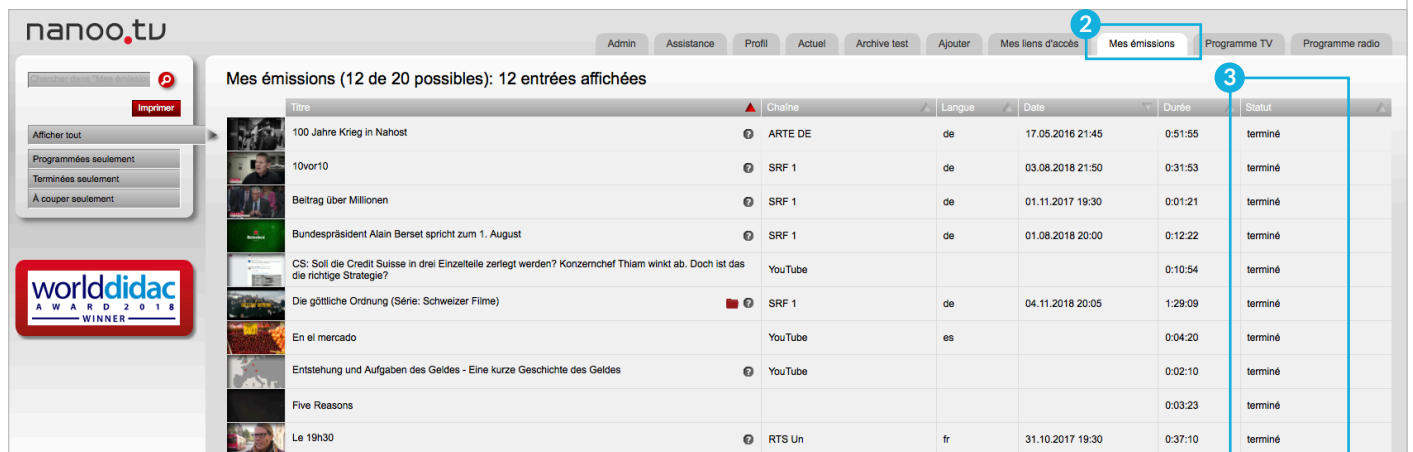 nanoo.tv
2
Admin Assistance Profil Actuel Archive test Ajouter Mes liens d'accès Mes émissions Programme TV Programme radio
Chercher dans "Mes émission
Imprimer
Afficher tout
Programmées seulement
Terminées seulement
À couper seulement
worlddidac
AWARD 2018
WINNER
Mes émissions (12 de 20 possibles): 12 entrées affichées
3
Titre Chaîne Langue Date Durée Statut
100 Jahre Krieg in Nahost ? ARTE DE de 17.05.2016 21:45 0:51:55 terminé
10vor10 ? SRF 1 de 03.08.2018 21:50 0:31:53 terminé
Beitrag über Millionen ? SRF 1 de 01.11.2017 19:30 0:01:21 terminé
Bundespräsident Alain Berset spricht zum 1. August ? SRF 1 de 01.08.2018 20:00 0:12:22 terminé
CS: Soll die Credit Suisse in drei Einzelteile zerlegt werden? Konzernchef Thiam winkt ab. Doch ist das
die richtige Strategie? YouTube 0:10:54 terminé
Die göttliche Ordnung (Série: Schweizer Filme) ? SRF 1 de 04.11.2018 20:05 1:29:09 terminé
En el mercado YouTube es 0:04:20 terminé
Entstehung und Aufgaben des Geldes - Eine kurze Geschichte des Geldes ? YouTube 0:02:10 terminé
Five Reasons 0:03:23 terminé
Le 19h30 ? RTS Un fr 31.10.2017 19:30 0:37:10 terminé